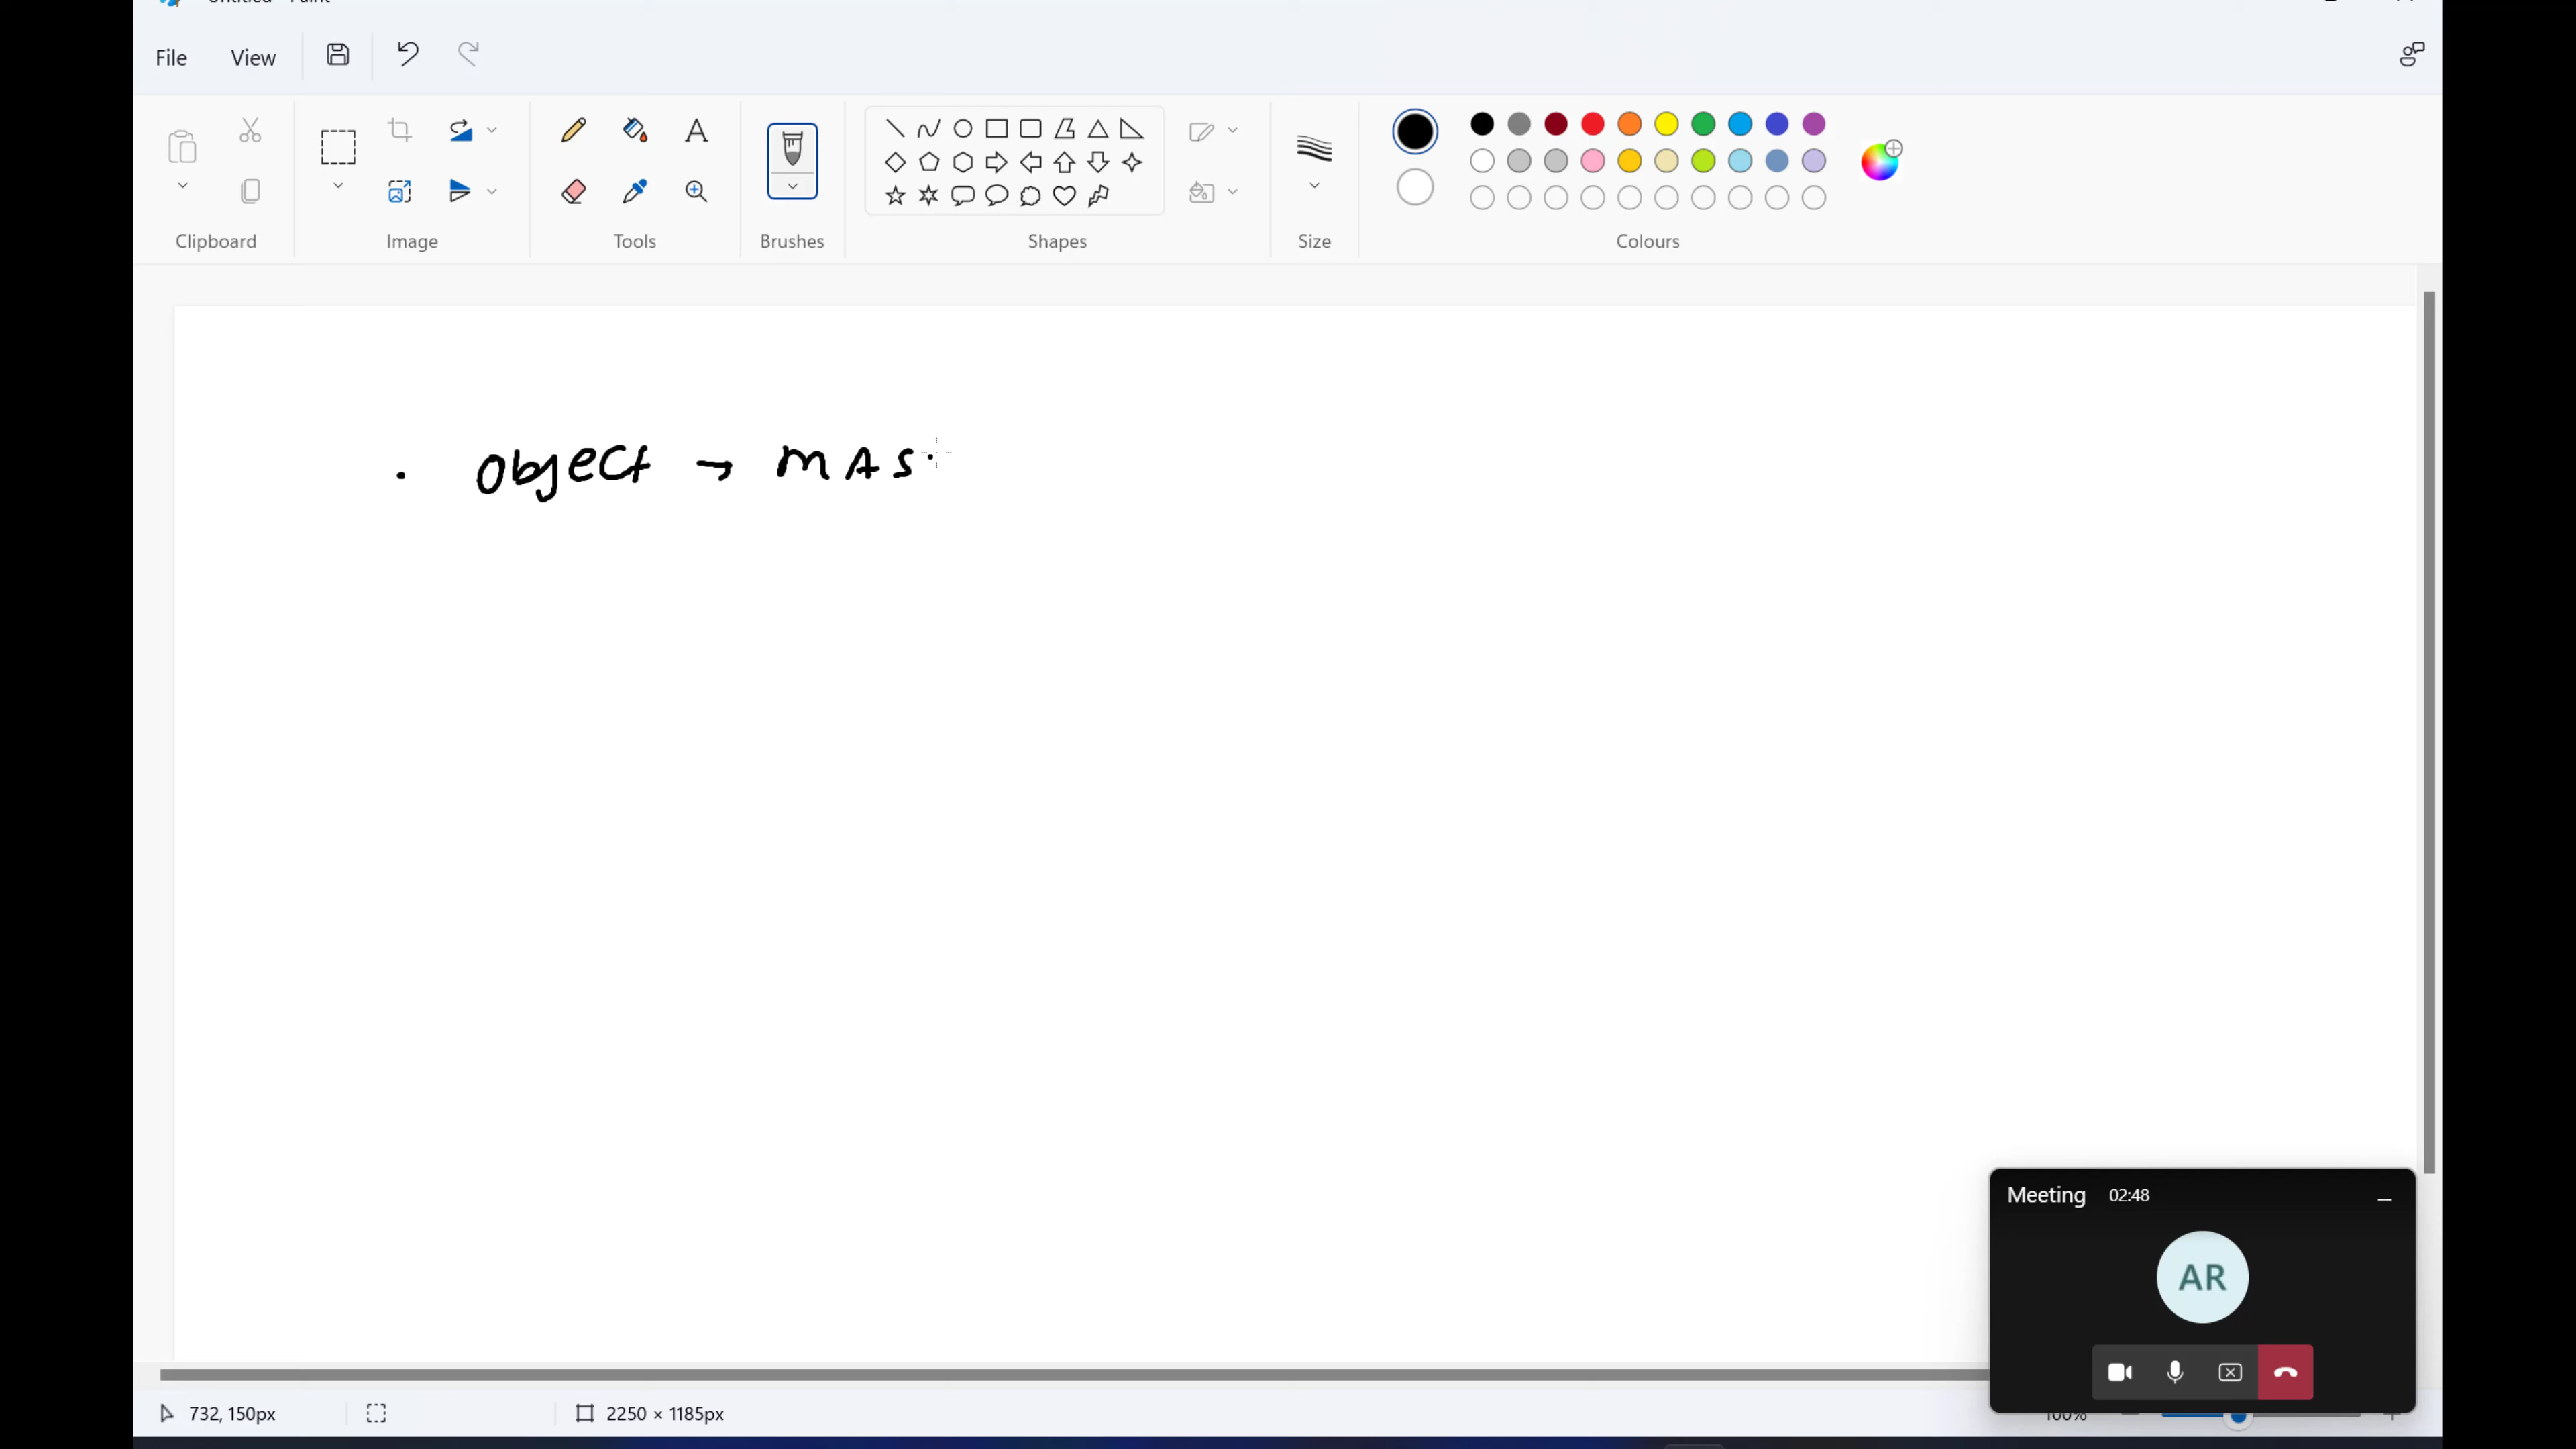 File View
Clipboard Image Tools Brushes Shapes Size Colours
. Object → MAS
Meeting 02:48
AR
732, 150px 2250 × 1185px 100%